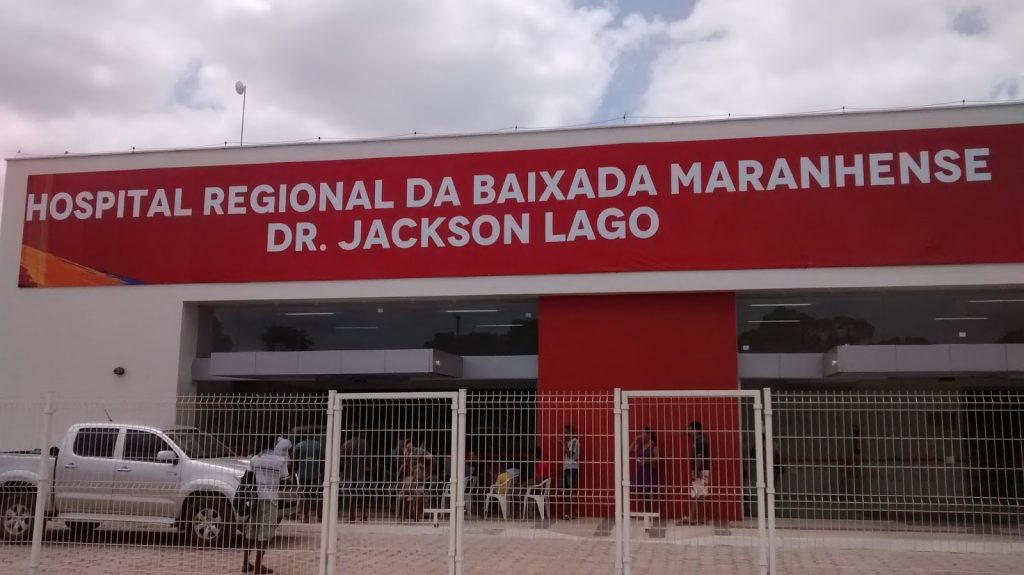 HOSPITAL REGIONAL DA BAIXADA MARANHENSE
DR. JACKSON LAGO